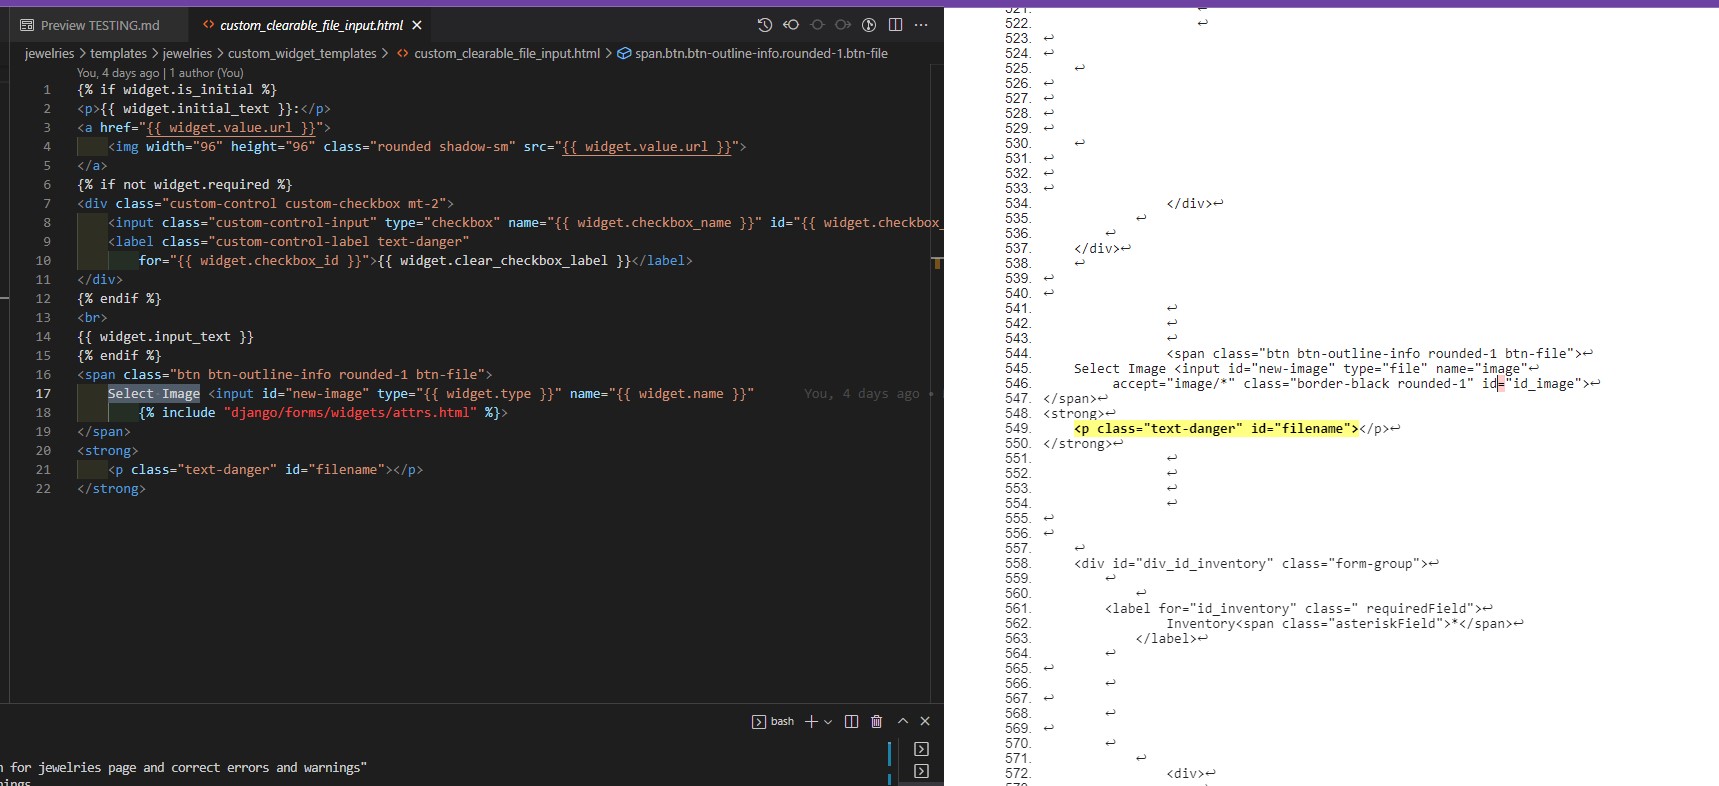 Preview TESTING.md
custom_clearable_file_input.html
jewelries > templates > jewelries > custom_widget_templates > custom_clearable_file_input.html > span.btn.btn-outline-info.rounded-1.btn-file
You, 4 days ago | 1 author (You)
1 {% if widget.is_initial %}
2 <p>{{ widget.initial_text }}:</p>
3 <a href="{{ widget.value.url }}">
4 <img width="96" height="96" class="rounded shadow-sm" src="{{ widget.value.url }}">
5 </a>
6 {% if not widget.required %}
7 <div class="custom-control custom-checkbox mt-2">
8 <input class="custom-control-input" type="checkbox" name="{{ widget.checkbox_name }}" id="{{ widget.checkbox_
9 <label class="custom-control-label text-danger"
10 for="{{ widget.checkbox_id }}">{{ widget.clear_checkbox_label }}</label>
11 </div>
12 {% endif %}
13 <br>
14 {{ widget.input_text }}
15 {% endif %}
16 <span class="btn btn-outline-info rounded-1 btn-file">
17 Select Image <input id="new-image" type="{{ widget.type }}" name="{{ widget.name }}" You, 4 days ago •
18 {% include "django/forms/widgets/attrs.html" %}>
19 </span>
20 <strong>
21 <p class="text-danger" id="filename"></p>
22 </strong>
bash
n for jewelries page and correct errors and warnings"
521.
522. ↩
523. ↩
524. ↩
525. ↩
526. ↩
527. ↩
528. ↩
529. ↩
530. ↩
531. ↩
532. ↩
533. ↩
534. </div>↩
535. ↩
536. ↩
537. </div>↩
538. ↩
539. ↩
540. ↩
541. ↩
542. ↩
543. ↩
544. <span class="btn btn-outline-info rounded-1 btn-file">↩
545. Select Image <input id="new-image" type="file" name="image"↩
546. accept="image/*" class="border-black rounded-1" id="id_image">↩
547. </span>↩
548. <strong>↩
549. <p class="text-danger" id="filename"></p>↩
550. </strong>↩
551. ↩
552. ↩
553. ↩
554. ↩
555. ↩
556. ↩
557. ↩
558. <div id="div_id_inventory" class="form-group">↩
559. ↩
560. ↩
561. <label for="id_inventory" class=" requiredField">↩
562. Inventory<span class="asteriskField">*</span>↩
563. </label>↩
564. ↩
565. ↩
566. ↩
567. ↩
568. ↩
569. ↩
570. ↩
571. ↩
572. <div>↩